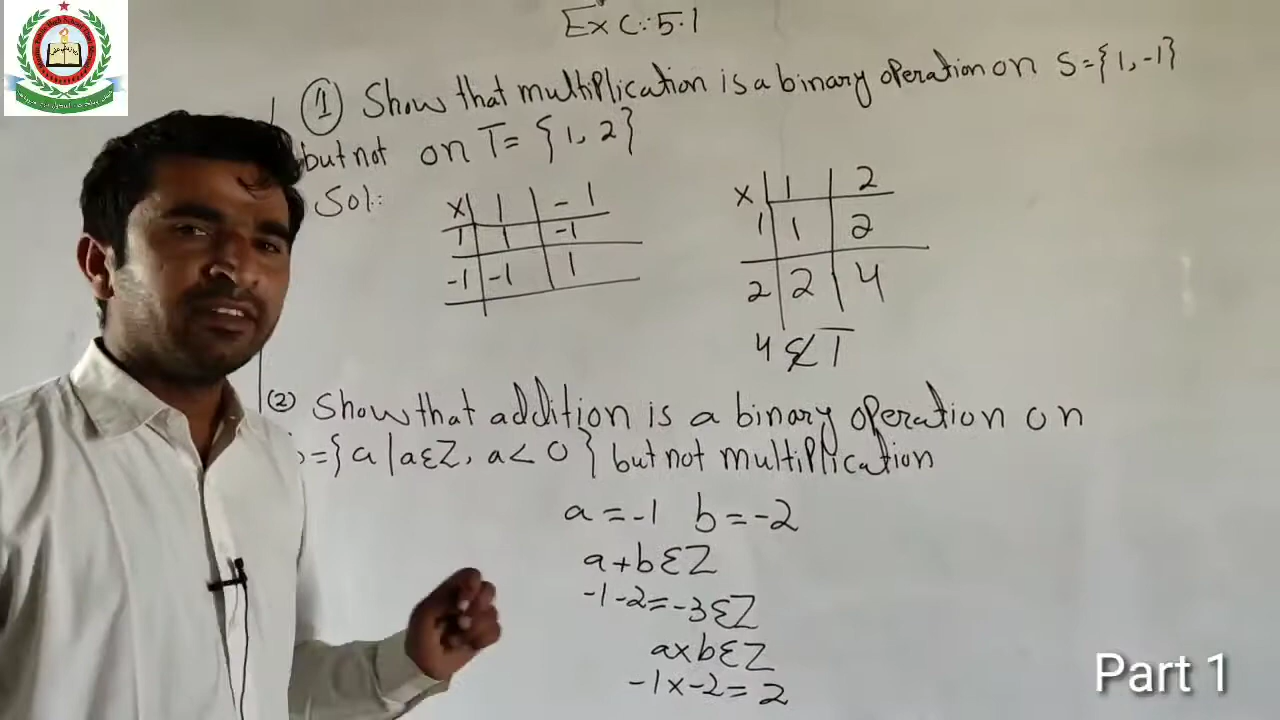 Exc:5.1
(1) Show that multiplication is a binary operation on S={1,-1}
but not on T={1,2}
Sol:
× | 1 | -1
1 | 1 | -1
-1 | -1 | 1
× | 1 | 2
1 | 1 | 2
2 | 2 | 4
4∉T
(2) Show that addition is a binary operation on
={a|a∈Z, a<0} but not multiplication
a=-1 b=-2
a+b∈Z
-1-2=-3∈Z
a×b∈Z
-1×-2=2
Part 1